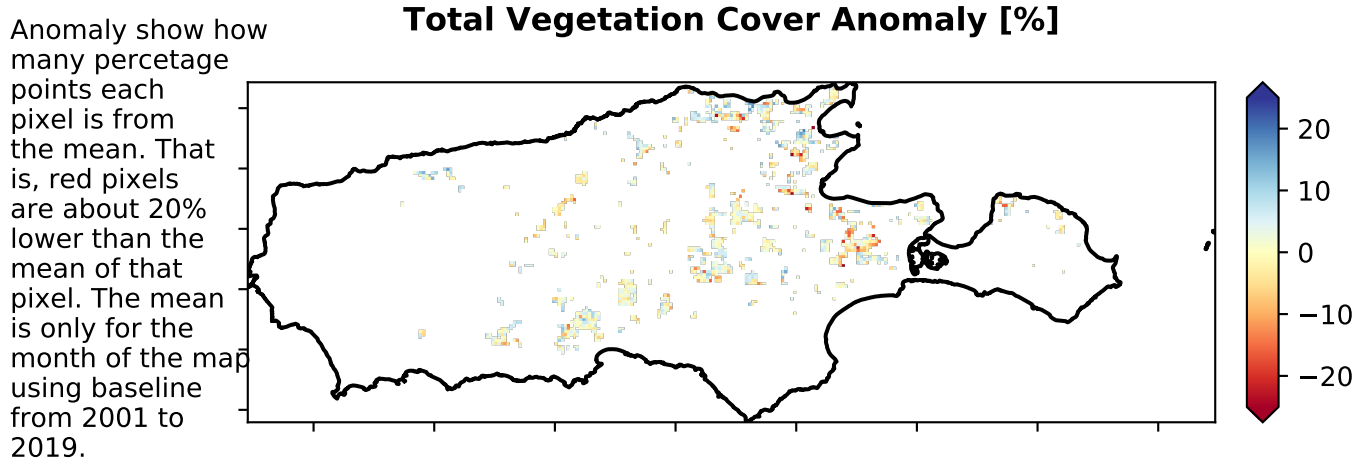 Total Vegetation Cover Anomaly [%]
Anomaly show how
many percetage
points each
pixel is from
the mean. That
is, red pixels
are about 20%
lower than the
mean of that
pixel. The mean
is only for the
month of the map
using baseline
from 2001 to
2019.
20
10
0
−10
−20